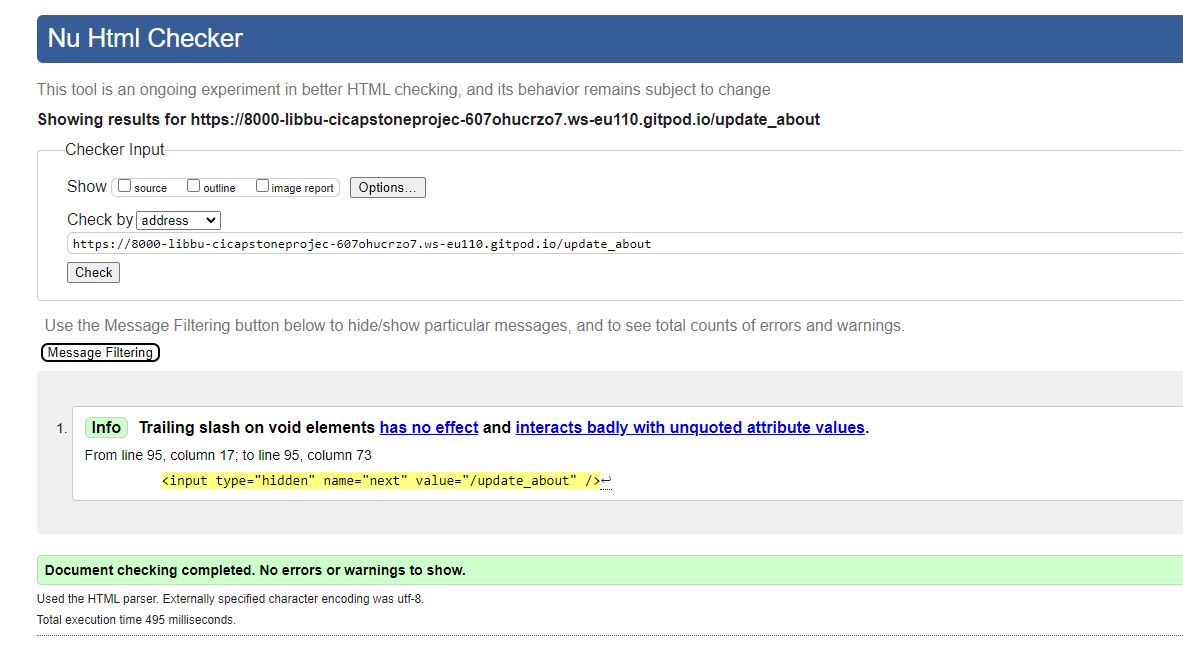 Nu Html Checker
This tool is an ongoing experiment in better HTML checking, and its behavior remains subject to change
Showing results for https://8000-libbu-cicapstoneprojec-607ohucrzo7.ws-eu110.gitpod.io/update_about
Checker Input
Show source outline image report Options...
Check by address
https://8000-libbu-cicapstoneprojec-607ohucrzo7.ws-eu110.gitpod.io/update_about
Check
Use the Message Filtering button below to hide/show particular messages, and to see total counts of errors and warnings.
Message Filtering
1. Info Trailing slash on void elements has no effect and interacts badly with unquoted attribute values.
From line 95, column 17; to line 95, column 73
<input type="hidden" name="next" value="/update_about" />↩
Document checking completed. No errors or warnings to show.
Used the HTML parser. Externally specified character encoding was utf-8.
Total execution time 495 milliseconds.